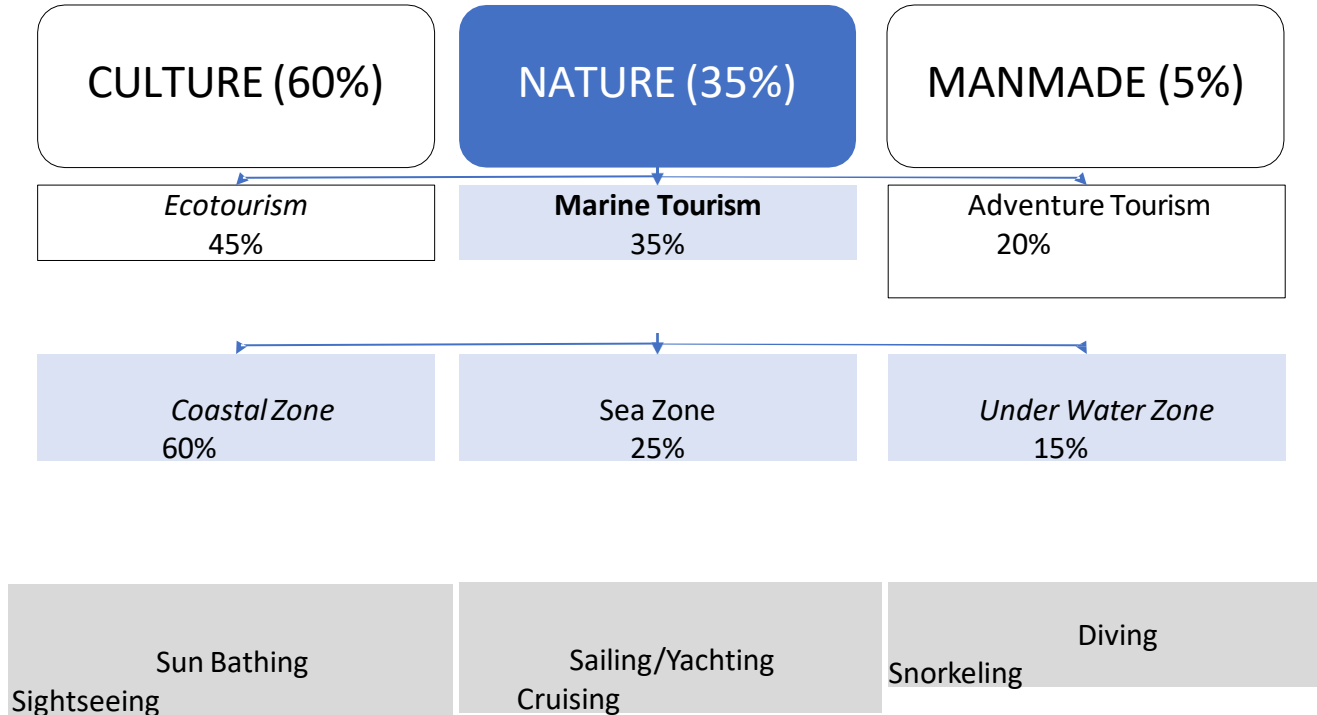 CULTURE (60%)
NATURE (35%)
MANMADE (5%)
Ecotourism
45%
Marine Tourism
35%
Adventure Tourism
20%
Coastal Zone
60%
Sea Zone
25%
Under Water Zone
15%
Sun Bathing
Sightseeing
Sailing/Yachting
Cruising
Diving
Snorkeling